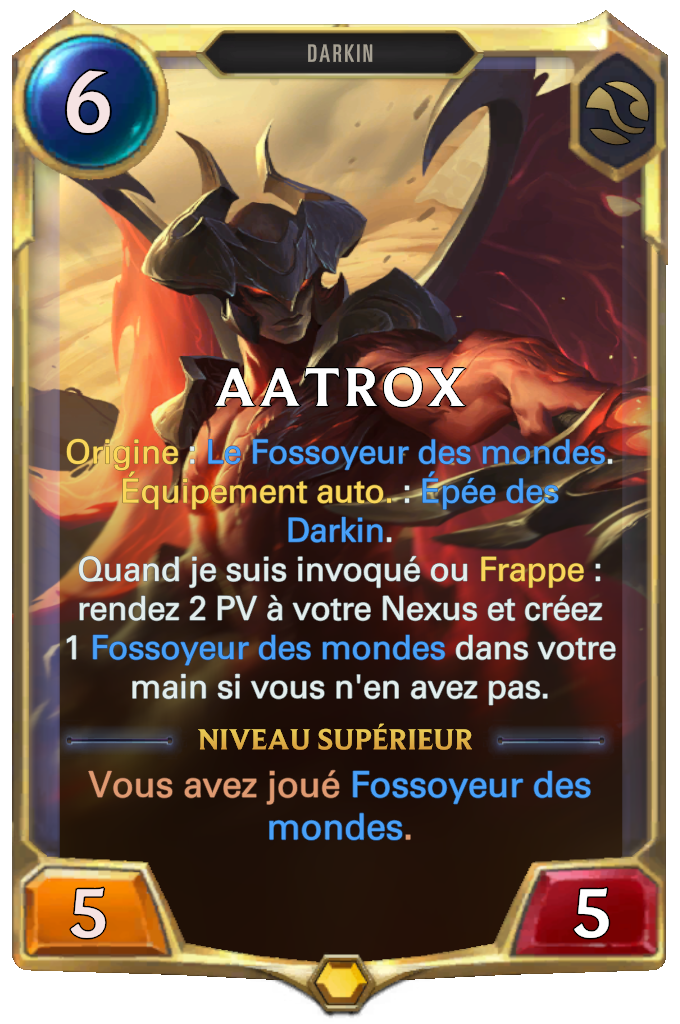 DARKIN
6
AATROX
Origine : Le Fossoyeur des mondes.
Équipement auto. : Épée des
Darkin.
Quand je suis invoqué ou Frappe :
rendez 2 PV à votre Nexus et créez
1 Fossoyeur des mondes dans votre
main si vous n'en avez pas.
NIVEAU SUPÉRIEUR
Vous avez joué Fossoyeur des
mondes.
5
5